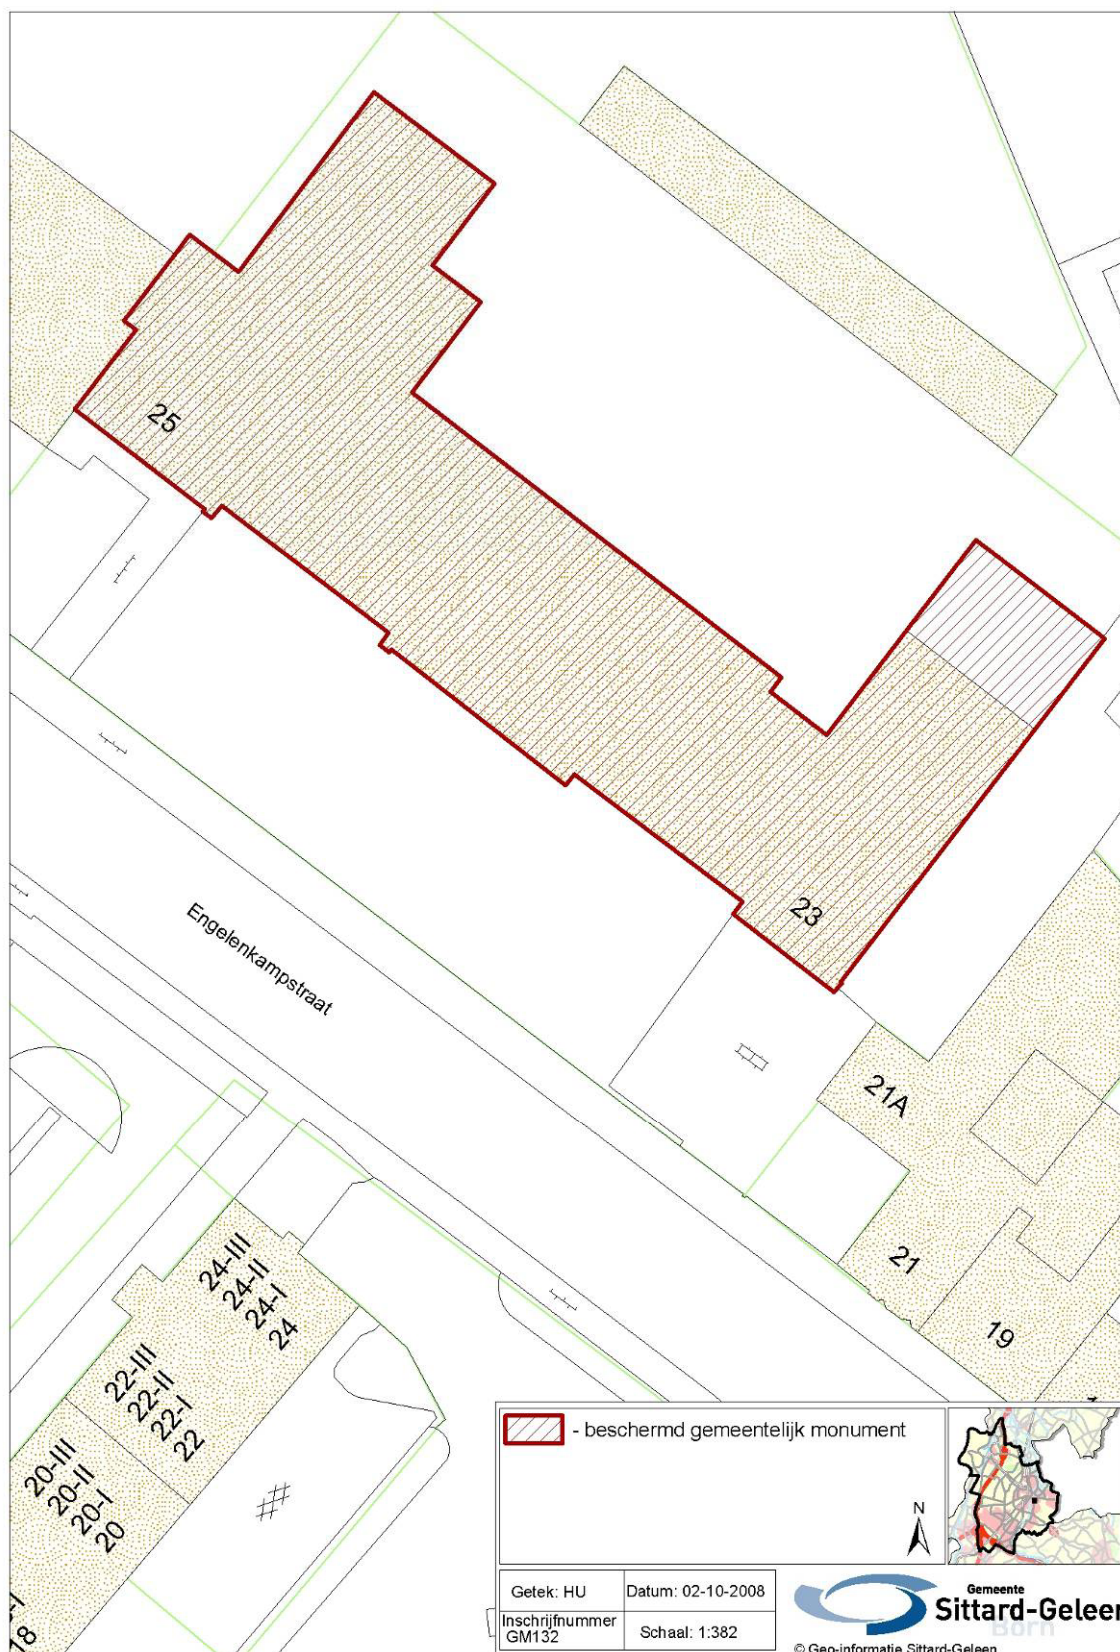 25
23
Engelenkampstraat
21A
21
19
24-III
24-II
24-I
24
22-III
22-II
22-I
22
20-III
20-II
20-I
20
18
- beschermd gemeentelijk monument
N
Getek: HU
Datum: 02-10-2008
Inschrijfnummer
GM132
Schaal: 1:382
Gemeente
Sittard-Geleen
Born
© Geo-informatie Sittard-Geleen